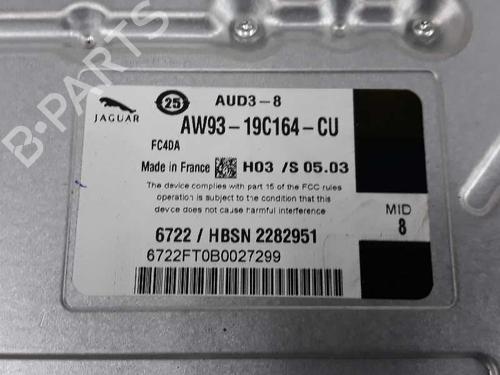 B-PARTS
JAGUAR
25
AUD3-8
AW93-19C164-CU
FC4DA
Made in France H03 /S 05.03
The device complies with part 15 of the FCC rules
operation is subject to the condition that this
device does not cause harmful interference
MID
8
6722 / HBSN 2282951
6722FT0B0027299